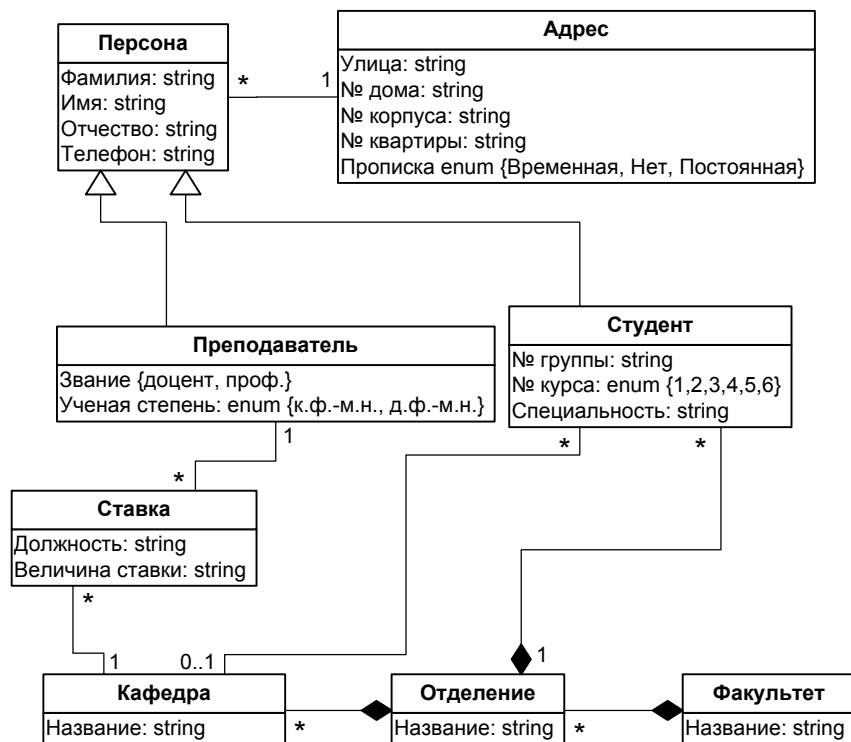 Персона
Фамилия: string
Имя: string
Отчество: string
Телефон: string
* 1
Адрес
Улица: string
№ дома: string
№ корпуса: string
№ квартиры: string
Прописка enum {Временная, Нет, Постоянная}
Преподаватель
Звание {доцент, проф.}
Ученая степень: enum {к.ф.-м.н., д.ф.-м.н.}
Студент
№ группы: string
№ курса: enum {1,2,3,4,5,6}
Специальность: string
1
* *
*
Ставка
Должность: string
Величина ставки: string
*
1 0..1 1
Кафедра
Название: string
*
Отделение
Название: string
*
Факультет
Название: string